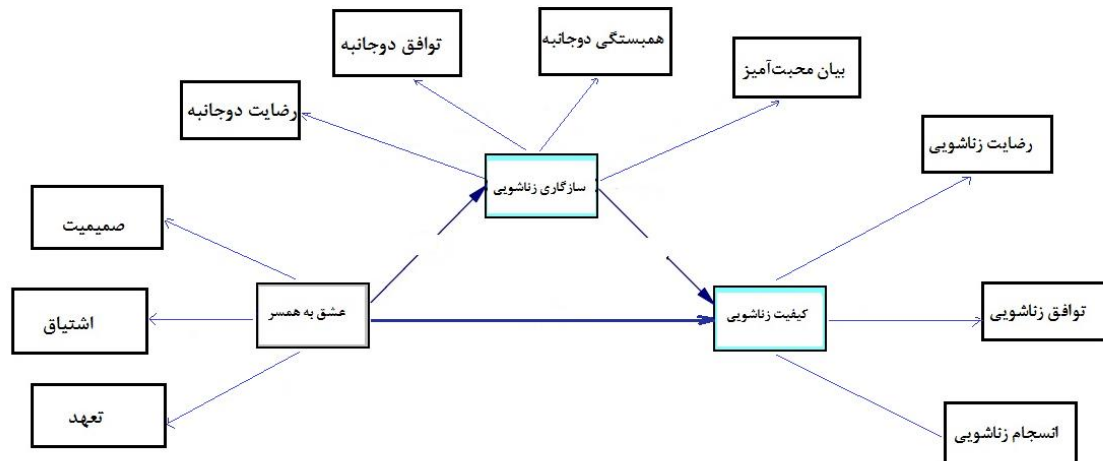 همبستگی دوجانبه
توافق دوجانبه
بیان محبت‌آمیز
رضایت دوجانبه
رضایت زناشویی
سازگاری زناشویی
صمیمیت
توافق زناشویی
کیفیت زناشویی
عشق به همسر
اشتیاق
انسجام زناشویی
تعهد